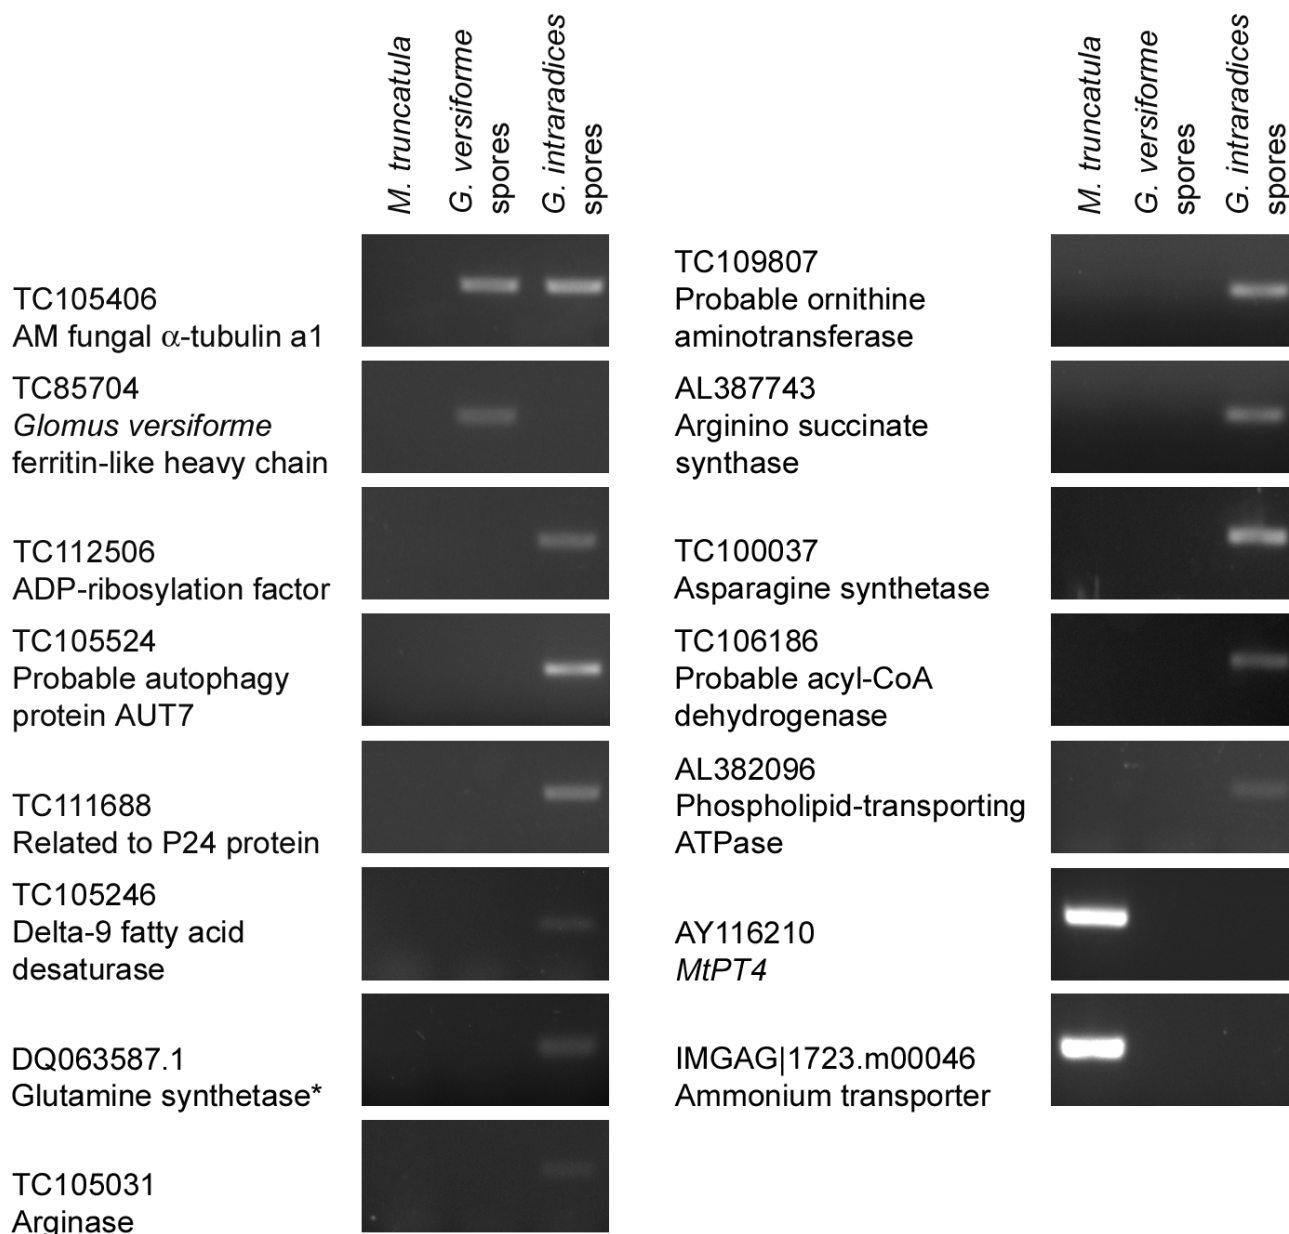 M. truncatula
G. versiforme
spores
G. intraradices
spores
TC105406
AM fungal α-tubulin a1
TC85704
Glomus versiforme
ferritin-like heavy chain
TC112506
ADP-ribosylation factor
TC105524
Probable autophagy
protein AUT7
TC111688
Related to P24 protein
TC105246
Delta-9 fatty acid
desaturase
DQ063587.1
Glutamine synthetase*
TC105031
Arginase
M. truncatula
G. versiforme
spores
G. intraradices
spores
TC109807
Probable ornithine
aminotransferase
AL387743
Arginino succinate
synthase
TC100037
Asparagine synthetase
TC106186
Probable acyl-CoA
dehydrogenase
AL382096
Phospholipid-transporting
ATPase
AY116210
MtPT4
IMGAG|1723.m00046
Ammonium transporter